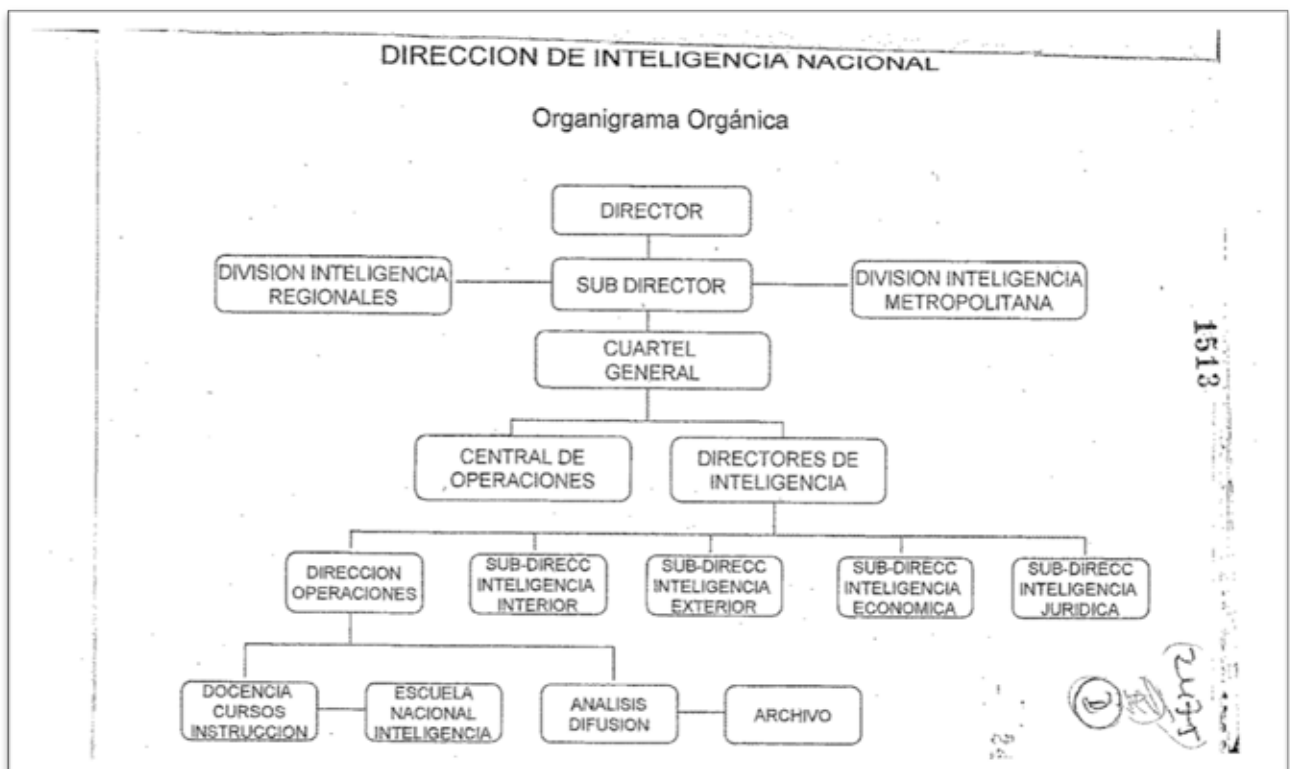 DIRECCION DE INTELIGENCIA NACIONAL
Organigrama Orgánica
DIRECTOR
DIVISION INTELIGENCIA
REGIONALES
SUB DIRECTOR
DIVISION INTELIGENCIA
METROPOLITANA
CUARTEL
GENERAL
1513
CENTRAL DE
OPERACIONES
DIRECTORES DE
INTELIGENCIA
DIRECCION
OPERACIONES
SUB-DIRECC
INTELIGENCIA
INTERIOR
SUB-DIRECC
INTELIGENCIA
EXTERIOR
SUB-DIRECC
INTELIGENCIA
ECONOMICA
SUB-DIRECC
INTELIGENCIA
JURIDICA
DOCENCIA
CURSOS
INSTRUCCION
ESCUELA
NACIONAL
INTELIGENCIA
ANALISIS
DIFUSION
ARCHIVO